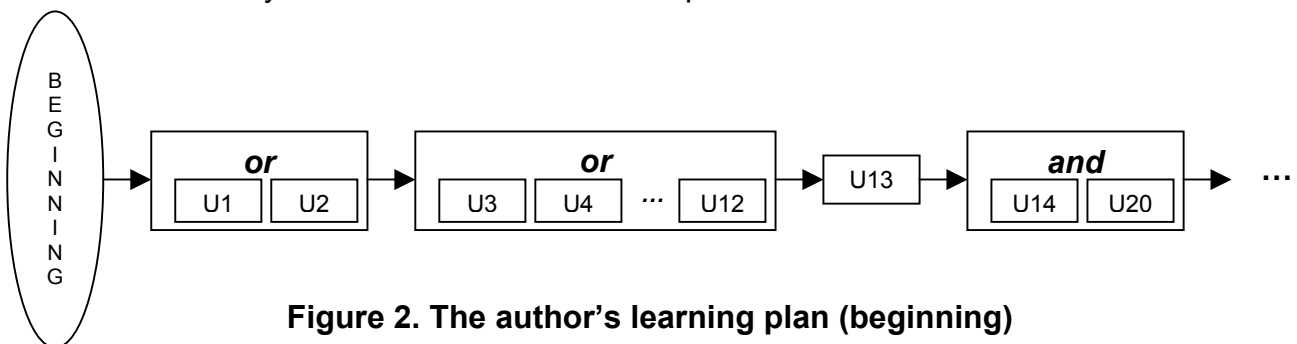 B
E
G
I
N
N
I
N
G
or
U1 U2
or
U3 U4 ... U12
U13
and
U14 U20
...
Figure 2. The author's learning plan (beginning)